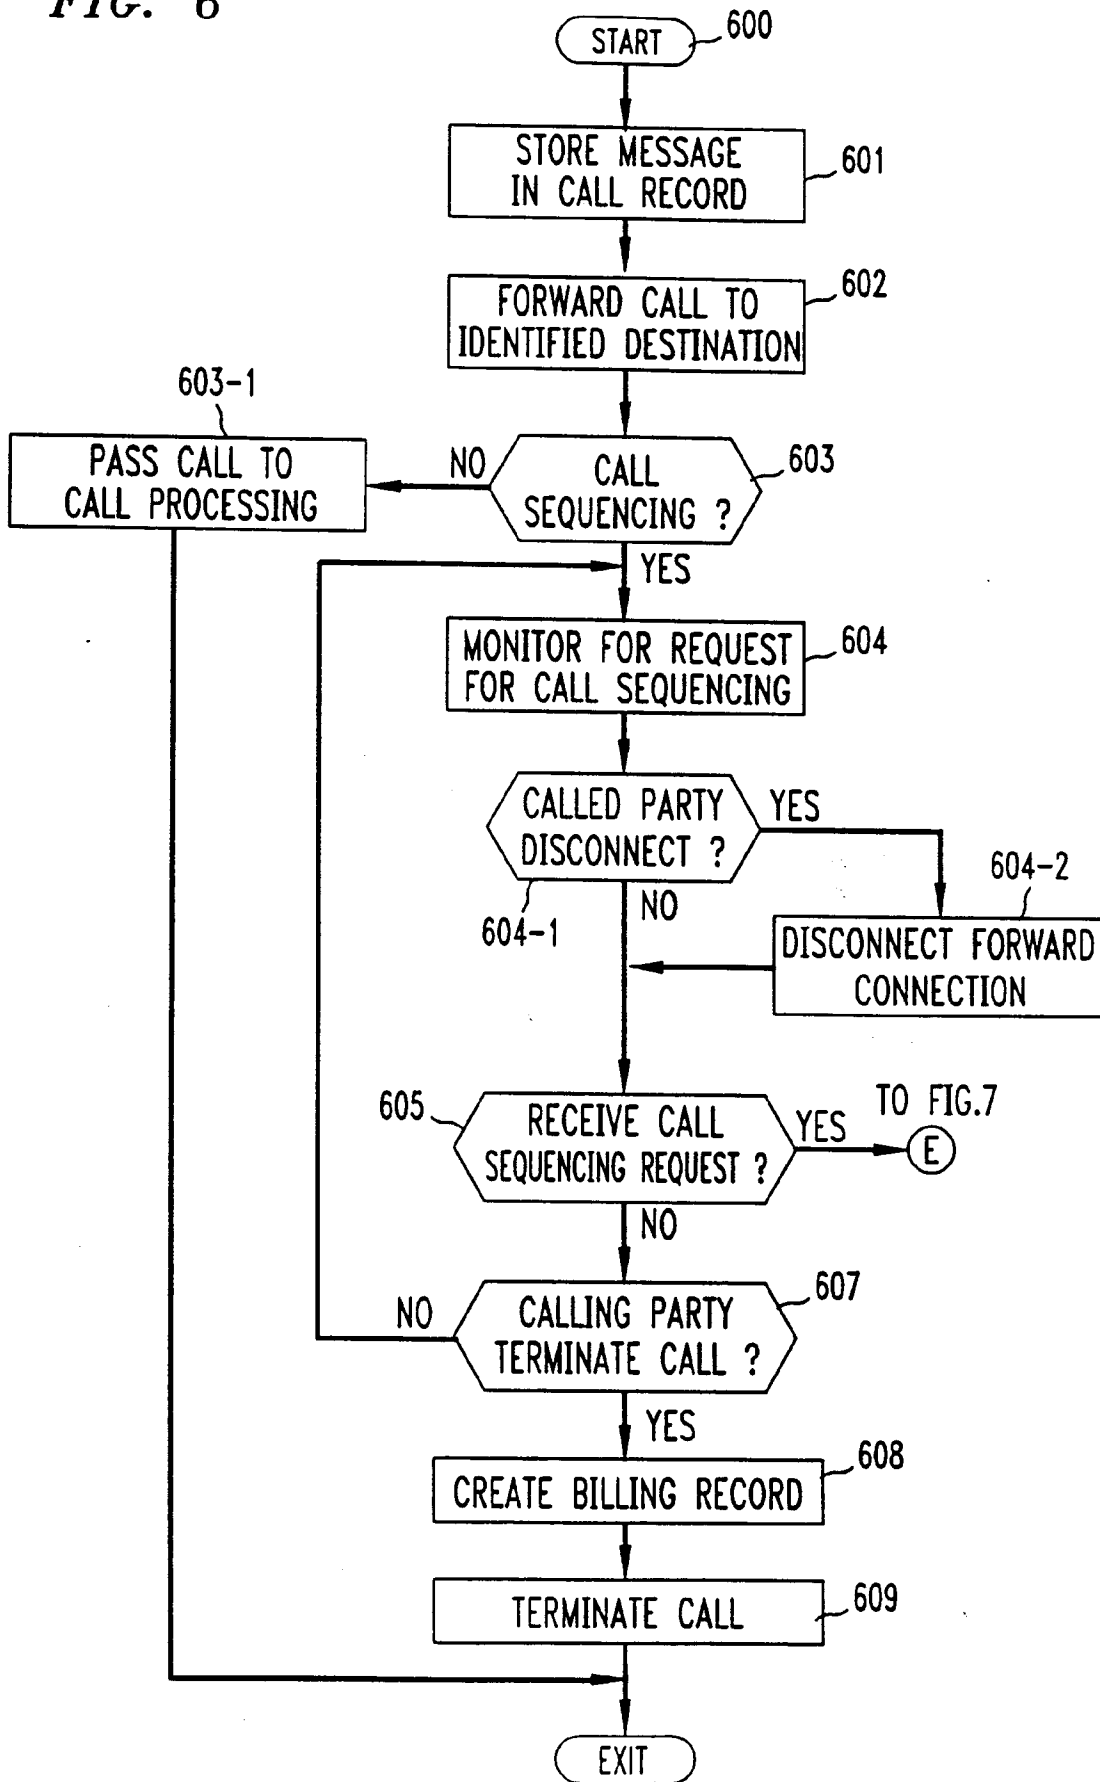 FIG. 6
START
600
STORE MESSAGE
IN CALL RECORD
601
FORWARD CALL TO
IDENTIFIED DESTINATION
602
603-1
PASS CALL TO
CALL PROCESSING
NO
CALL
SEQUENCING ?
603
YES
MONITOR FOR REQUEST
FOR CALL SEQUENCING
604
CALLED PARTY
DISCONNECT ?
YES
604-1
NO
604-2
DISCONNECT FORWARD
CONNECTION
605
RECEIVE CALL
SEQUENCING REQUEST ?
YES
TO FIG.7
E
NO
CALLING PARTY
TERMINATE CALL ?
607
NO
YES
CREATE BILLING RECORD
608
TERMINATE CALL
609
EXIT